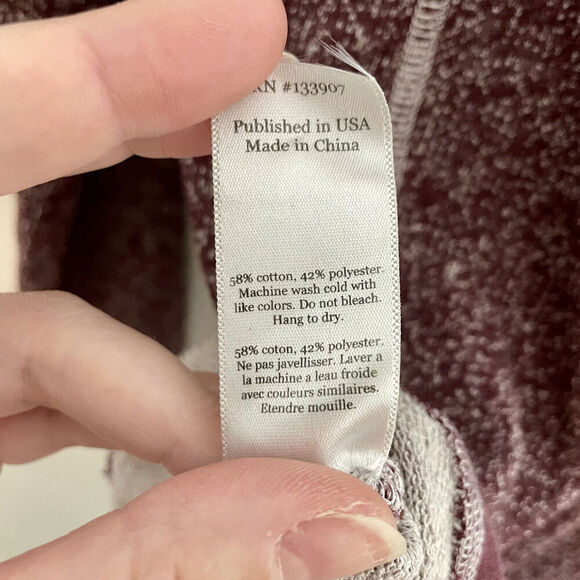 RN #133907
Published in USA
Made in China
58% cotton, 42% polyester.
Machine wash cold with
like colors. Do not bleach.
Hang to dry.
58% coton, 42% polyester.
Ne pas javellisser. Laver a
la machine a leau froide
avec couleurs similaires.
Etendre mouille.